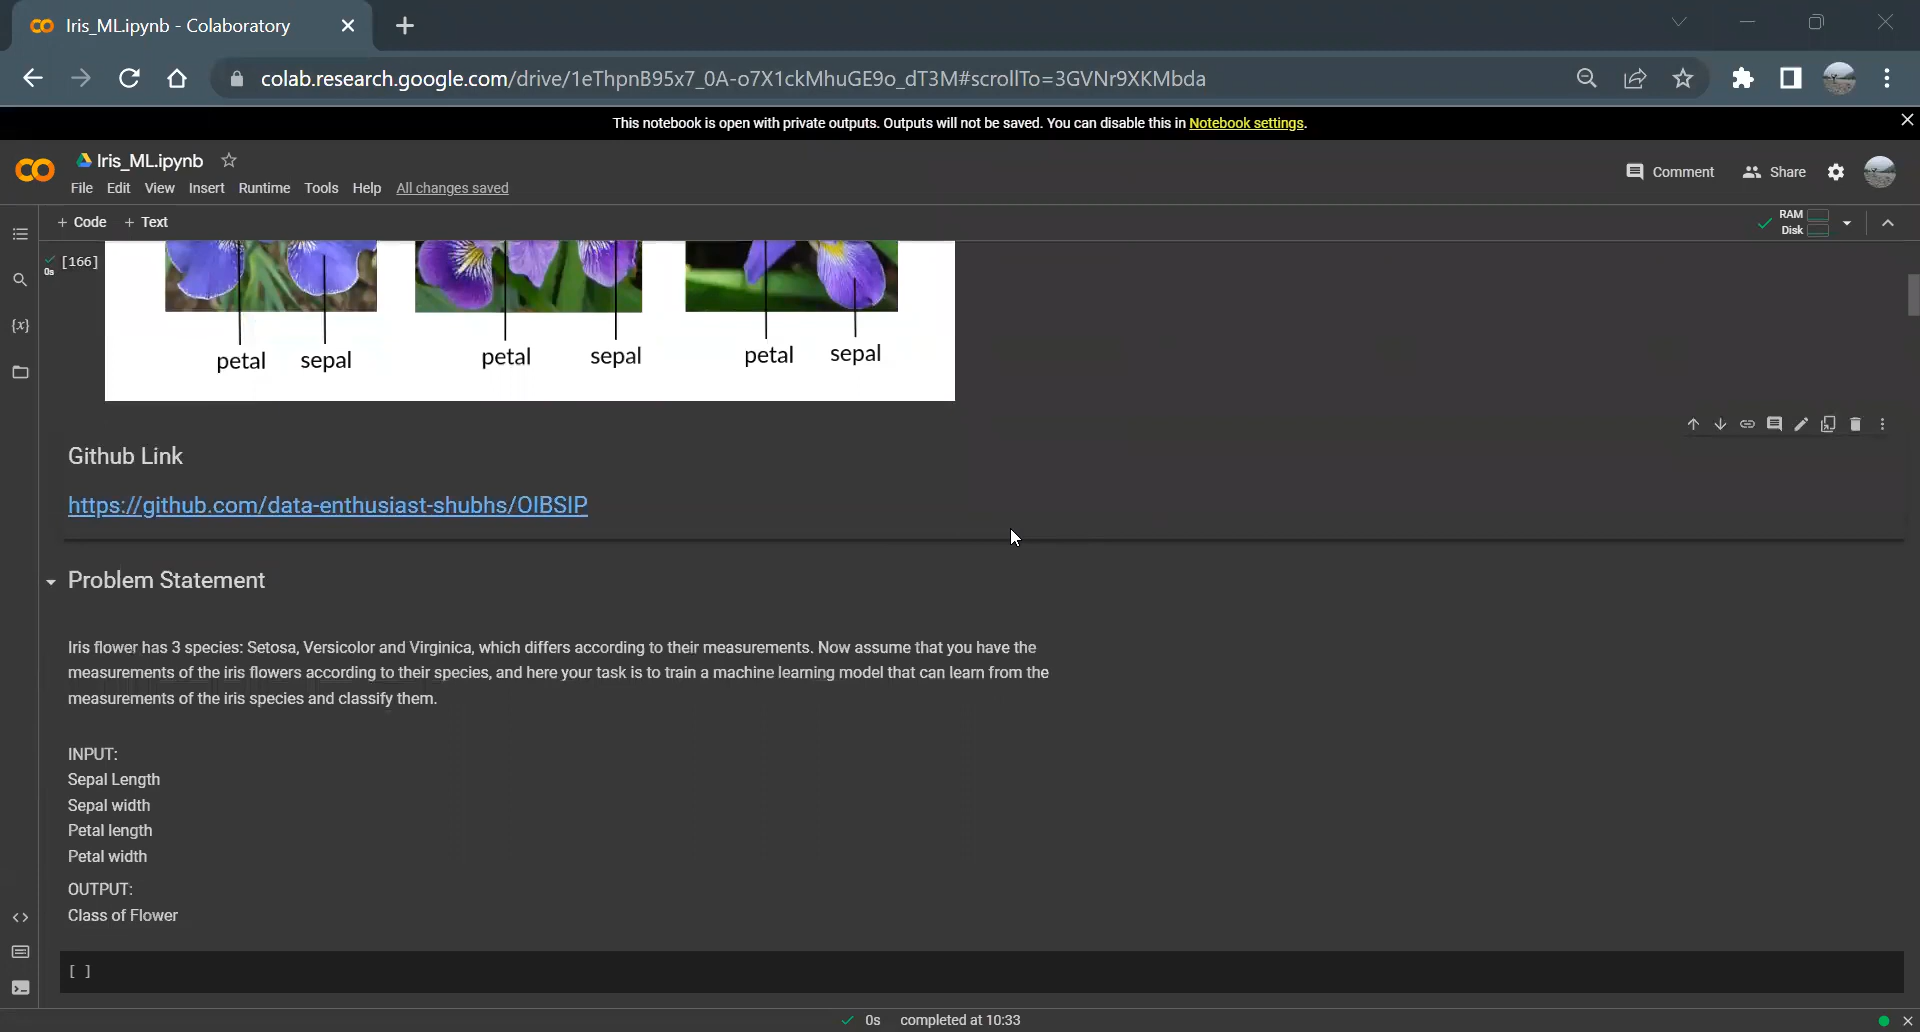 Iris_ML.ipynb - Colaboratory
colab.research.google.com/drive/1eThpnB95x7_0A-o7X1ckMhuGE9o_dT3M#scrollTo=3GVNr9XKMbda
This notebook is open with private outputs. Outputs will not be saved. You can disable this in Notebook settings.
Iris_ML.ipynb
File Edit View Insert Runtime Tools Help All changes saved
Comment Share
+ Code + Text
RAM
Disk
[166]
0s
petal sepal petal sepal petal sepal
Github Link
https://github.com/data-enthusiast-shubhs/OIBSIP
Problem Statement
Iris flower has 3 species: Setosa, Versicolor and Virginica, which differs according to their measurements. Now assume that you have the
measurements of the iris flowers according to their species, and here your task is to train a machine learning model that can learn from the
measurements of the iris species and classify them.
INPUT:
Sepal Length
Sepal width
Petal length
Petal width
OUTPUT:
Class of Flower
[ ]
0s completed at 10:33